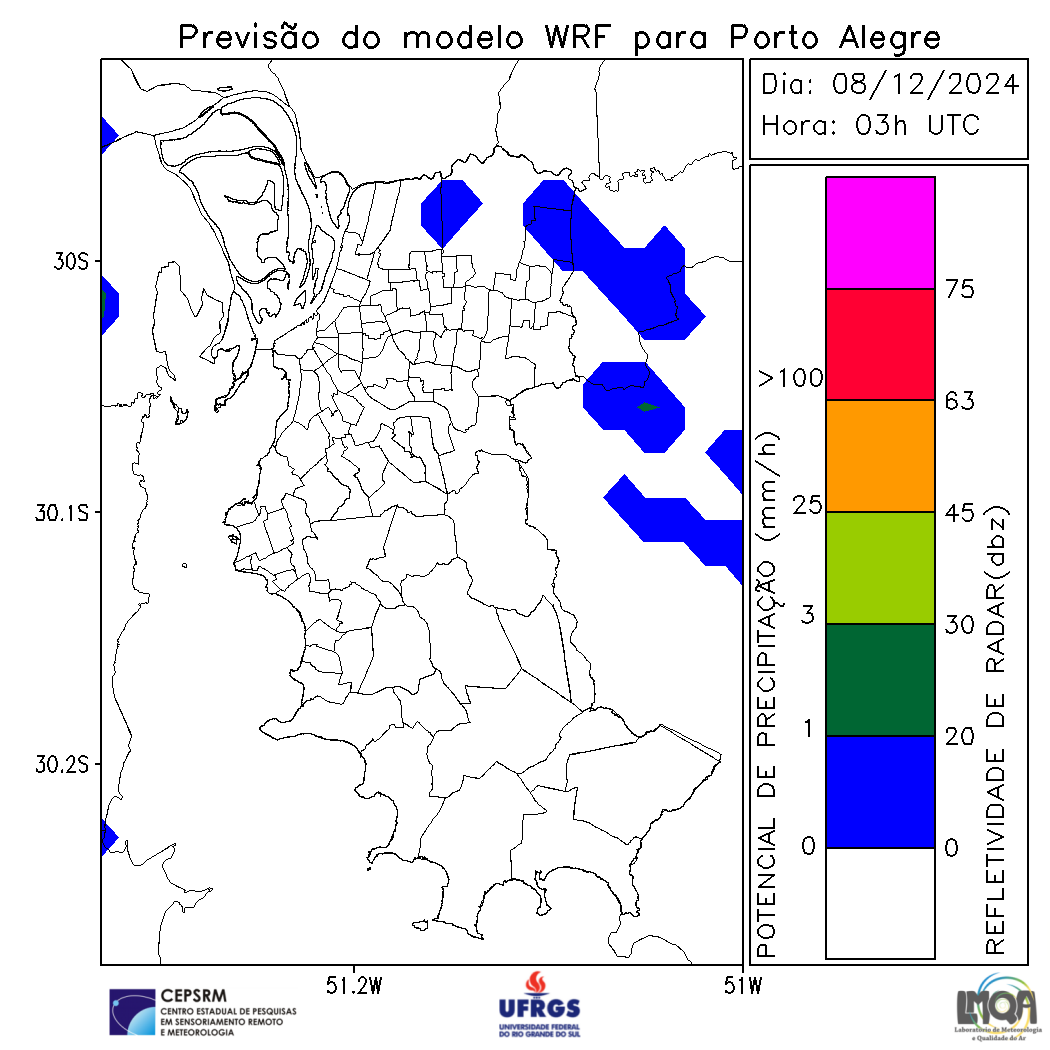 Previsão do modelo WRF para Porto Alegre
Dia: 08/12/2024
Hora: 03h UTC
30S
30.1S
30.2S
51.2W
51W
POTENCIAL DE PRECIPITAÇÃO (mm/h)
>100
25
3
1
0
75
63
45
30
20
0
REFLETIVIDADE DE RADAR(dbz)
CEPSRM
CENTRO ESTADUAL DE PESQUISAS
EM SENSORIAMENTO REMOTO
E METEOROLOGIA
UFRGS
UNIVERSIDADE FEDERAL
DO RIO GRANDE DO SUL
LMQA
Laboratório de Meteorologia
e Qualidade do Ar